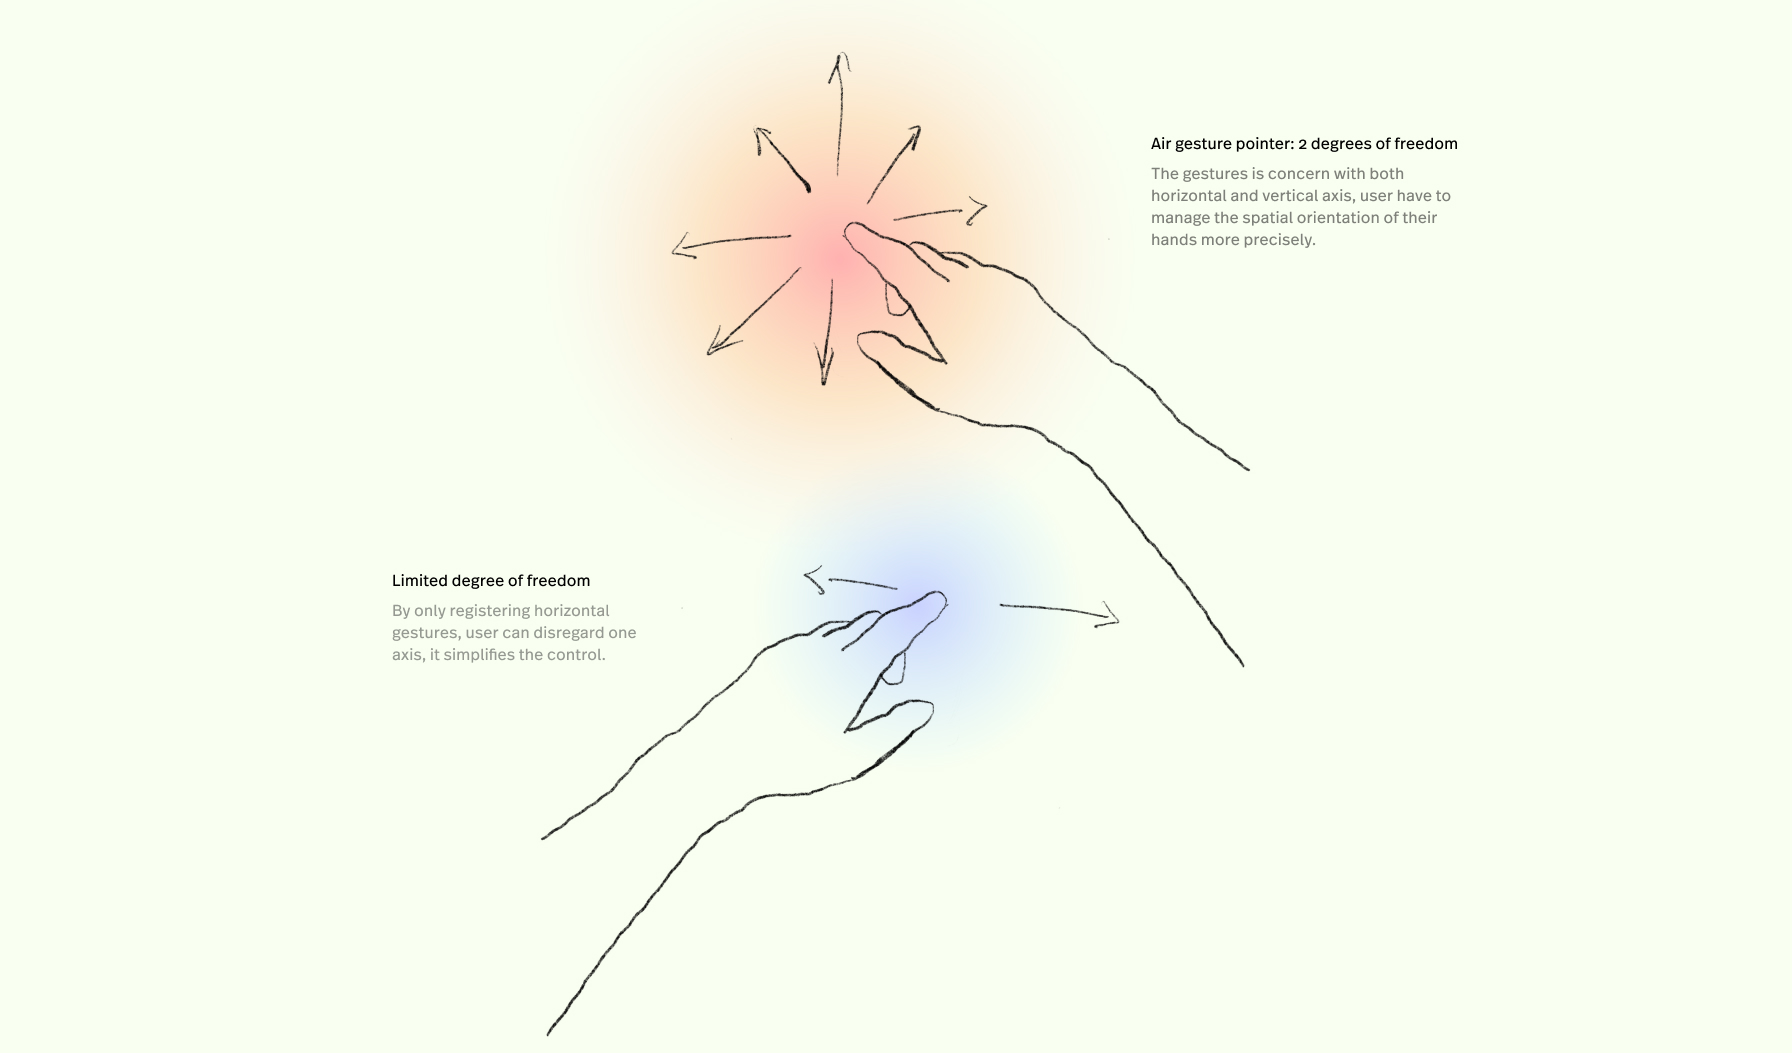 Air gesture pointer: 2 degrees of freedom
The gestures is concern with both
horizontal and vertical axis, user have to
manage the spatial orientation of their
hands more precisely.
Limited degree of freedom
By only registering horizontal
gestures, user can disregard one
axis, it simplifies the control.